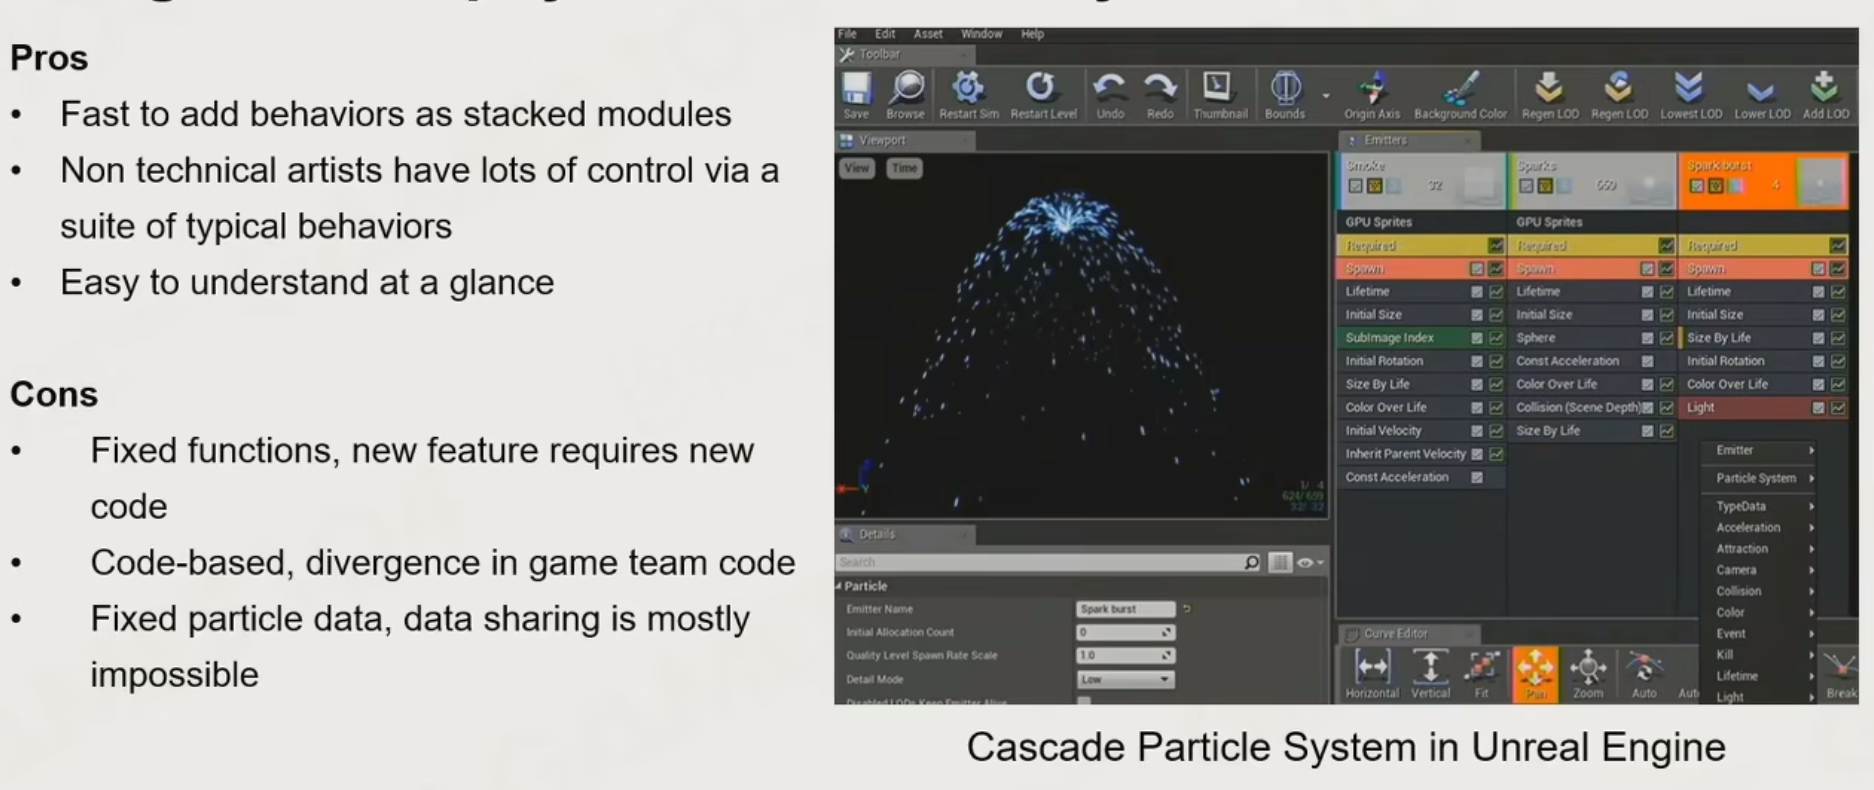 Pros
• Fast to add behaviors as stacked modules
• Non technical artists have lots of control via a
suite of typical behaviors
• Easy to understand at a glance
Cons
• Fixed functions, new feature requires new
code
• Code-based, divergence in game team code
• Fixed particle data, data sharing is mostly
impossible
File Edit Asset Window Help
Toolbar
Save Browse Restart Sim Restart Level Undo Redo Thumbnail Bounds Origin Axis Background Color Regen LOD Regen LOD Lowest LOD Lower LOD Add LOD
Viewport
View Time
624/ 659
Details
Search
Particle
Emitter Name Spark burst
Initial Allocation Count 0
Quality Level Spawn Rate Scale 1.0
Detail Mode Low
Disabled LODs Keep Emitter Alive
Emitters
Smoke Sparks Spark burst
32 659 4
GPU Sprites GPU Sprites
Required Required Required
Spawn Spawn Spawn
Lifetime Lifetime Lifetime
Initial Size Initial Size Initial Size
SubImage Index Sphere Size By Life
Initial Rotation Const Acceleration Initial Rotation
Size By Life Color Over Life Color Over Life
Color Over Life Collision (Scene Depth) Light
Initial Velocity Size By Life
Inherit Parent Velocity
Const Acceleration
Emitter
Particle System
TypeData
Acceleration
Attraction
Camera
Collision
Color
Event
Kill
Lifetime
Light
Curve Editor
Horizontal Vertical Fit Pan Zoom Auto Aut Break
Cascade Particle System in Unreal Engine